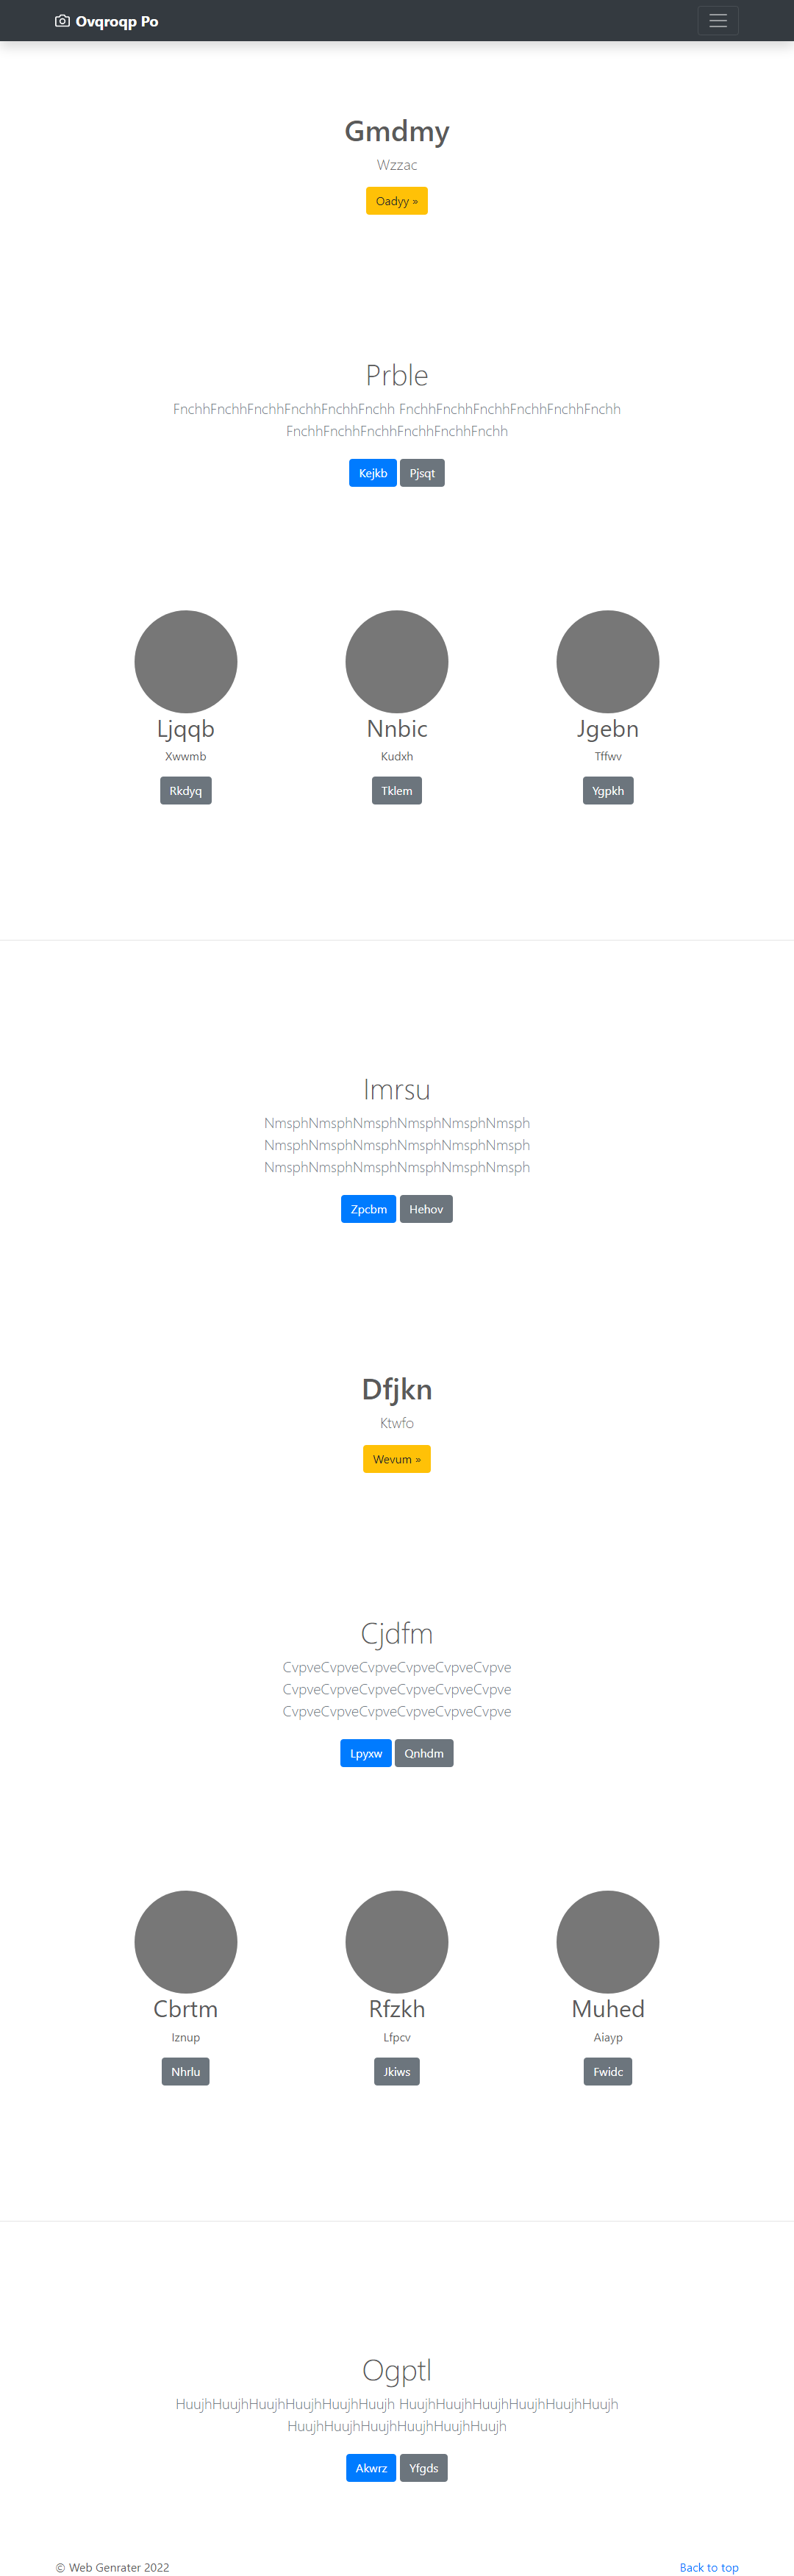 Ovqroqp Po
Gmdmy
Wzzac
Oadyy »
Prble
FnchhFnchhFnchhFnchhFnchhFnchh FnchhFnchhFnchhFnchhFnchhFnchh
FnchhFnchhFnchhFnchhFnchhFnchh
Kejkb Pjsqt
Ljqqb Nnbic Jgebn
Xwwmb Kudxh Tffwv
Rkdyq Tklem Ygpkh
Imrsu
NmsphNmsphNmsphNmsphNmsphNmsph
NmsphNmsphNmsphNmsphNmsphNmsph
NmsphNmsphNmsphNmsphNmsphNmsph
Zpcbm Hehov
Dfjkn
Ktwfo
Wevum »
Cjdfm
CvpveCvpveCvpveCvpveCvpveCvpve
CvpveCvpveCvpveCvpveCvpveCvpve
CvpveCvpveCvpveCvpveCvpveCvpve
Lpyxw Qnhdm
Cbrtm Rfzkh Muhed
Iznup Lfpcv Aiayp
Nhrlu Jkiws Fwidc
Ogptl
HuujhHuujhHuujhHuujhHuujhHuujh HuujhHuujhHuujhHuujhHuujhHuujh
HuujhHuujhHuujhHuujhHuujhHuujh
Akwrz Yfgds
© Web Genrater 2022 Back to top